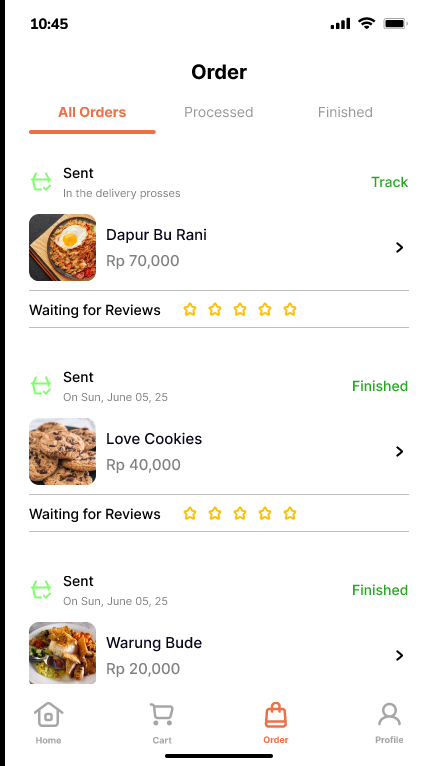 10:45
Order
All Orders Processed Finished
Sent
In the delivery prosses
Track
Dapur Bu Rani
Rp 70,000
Waiting for Reviews
Sent
On Sun, June 05, 25
Finished
Love Cookies
Rp 40,000
Waiting for Reviews
Sent
On Sun, June 05, 25
Finished
Warung Bude
Rp 20,000
Home Cart Order Profile